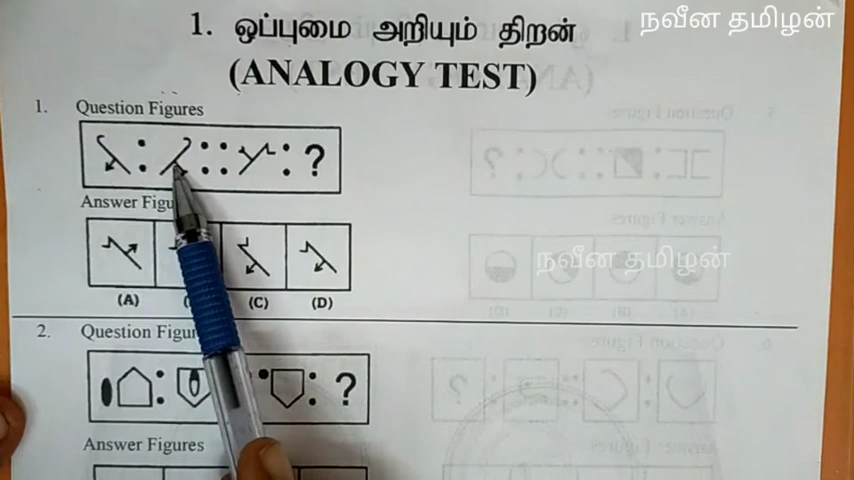 நவீன தமிழன்
1. ஒப்புமை அறியும் திறன்
(ANALOGY TEST)
1. Question Figures
: :: : ?
Answer Figu
நவீன தமிழன்
(A) (C) (D)
2. Question Figur
: : ?
Answer Figures